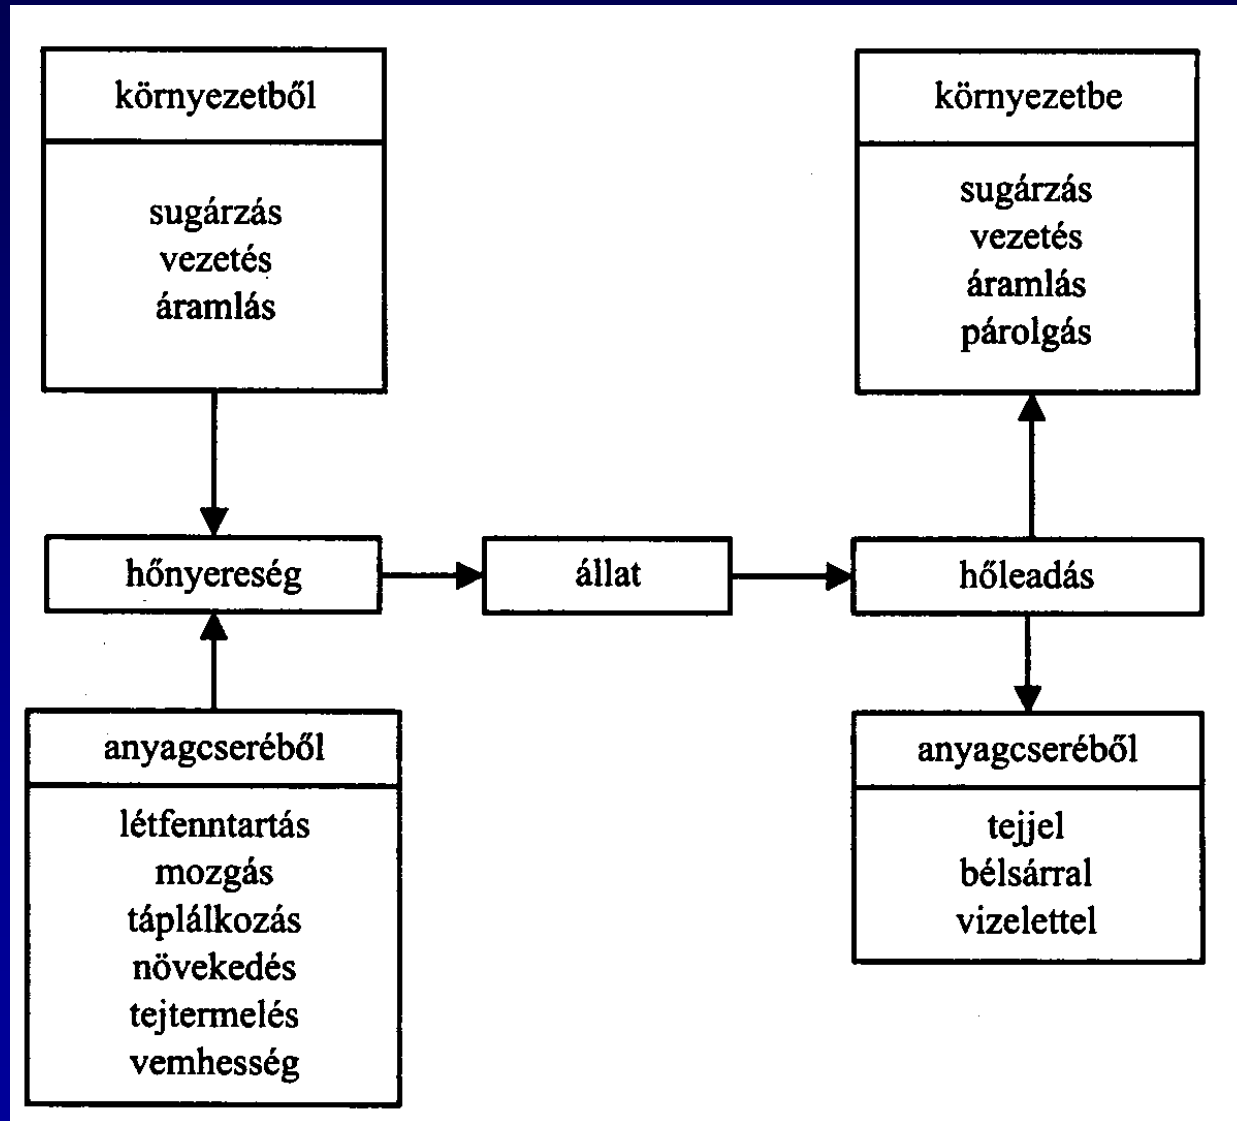 környezetből
sugárzás
vezetés
áramlás
környezetbe
sugárzás
vezetés
áramlás
párolgás
hőnyereség
állat
hőleadás
anyagcseréből
létfenntartás
mozgás
táplálkozás
növekedés
tejtermelés
vemhesség
anyagcseréből
tejjel
bélsárral
vizelettel